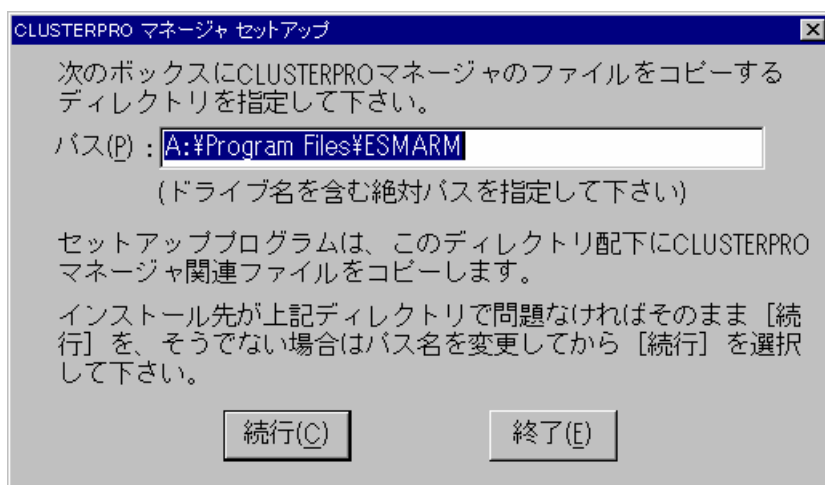 CLUSTERPRO マネージャ セットアップ
次のボックスにCLUSTERPROマネージャのファイルをコピーする
ディレクトリを指定して下さい。
パス(P) : A:¥Program Files¥ESMARM
(ドライブ名を含む絶対パスを指定して下さい)
セットアッププログラムは、このディレクトリ配下にCLUSTERPRO
マネージャ関連ファイルをコピーします。
インストール先が上記ディレクトリで問題なければそのまま［続
行］を、そうでない場合はパス名を変更してから［続行］を選択
して下さい。
続行(C) 終了(E)